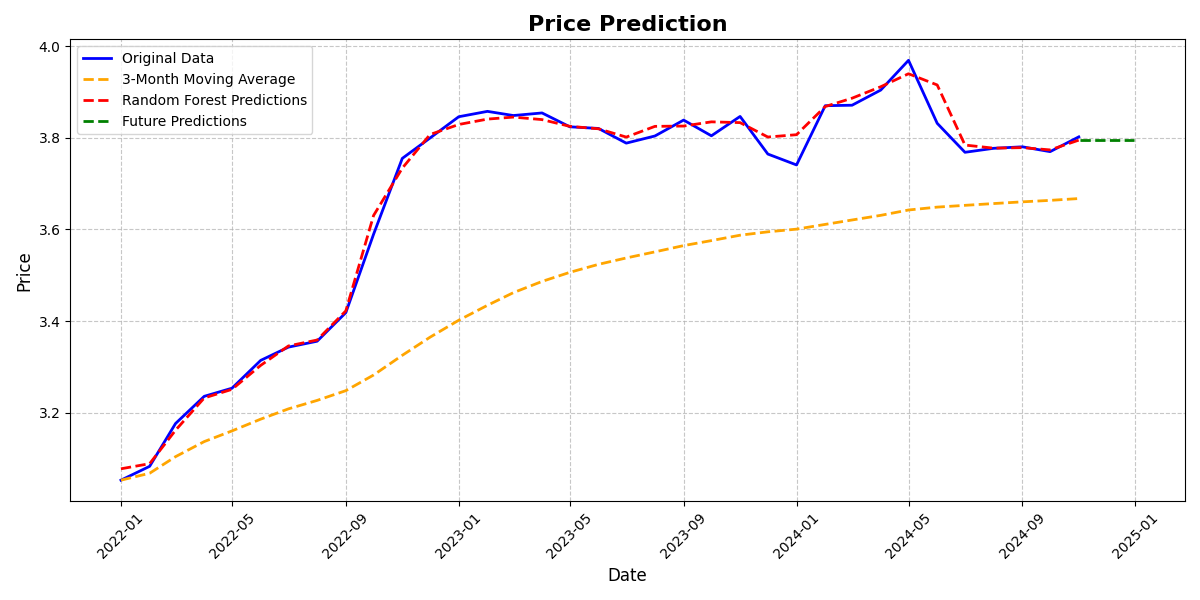 Price Prediction
Original Data
3-Month Moving Average
Random Forest Predictions
Future Predictions
Price
4.0
3.8
3.6
3.4
3.2
2022-01
2022-05
2022-09
2023-01
2023-05
2023-09
2024-01
2024-05
2024-09
2025-01
Date